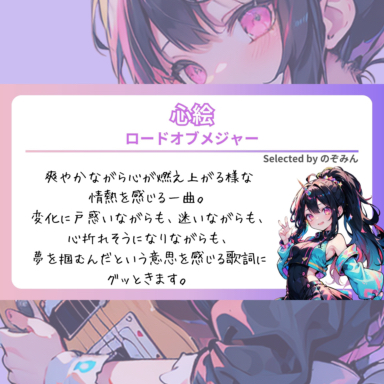 心絵
ロードオブメジャー
Selected by のぞみん
爽やかながら心が燃え上がる様な
情熱を感じる一曲。
変化に戸惑いながらも、迷いながらも、
心折れそうになりながらも、
夢を掴むんだという意思を感じる歌詞に
グッときます。